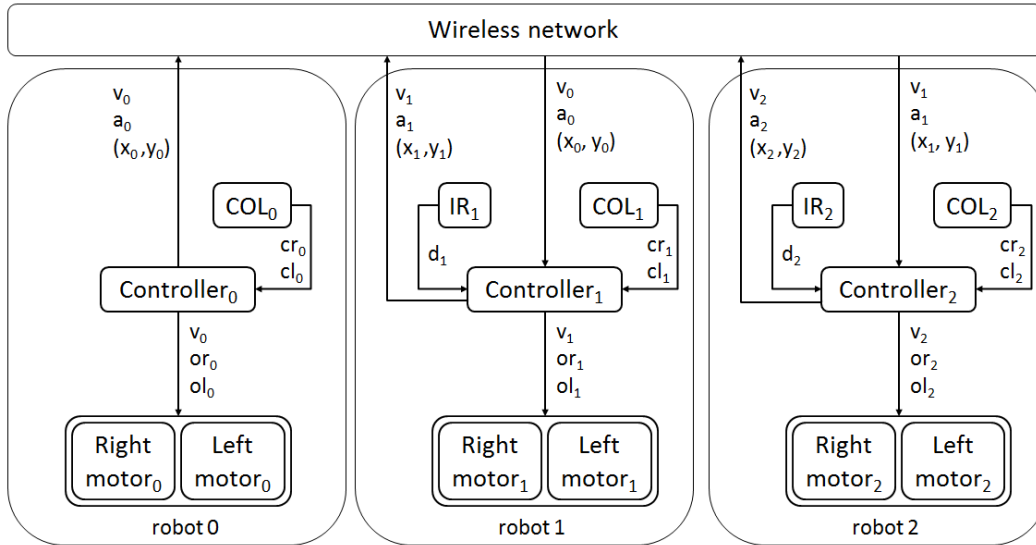 Wireless network
v₀
a₀
(x₀,y₀)
COL₀
cr₀
cl₀
Controller₀
v₀
or₀
ol₀
Right
motor₀
Left
motor₀
robot 0
v₁
a₁
(x₁,y₁)
v₀
a₀
(x₀, y₀)
IR₁
COL₁
d₁
cr₁
cl₁
Controller₁
v₁
or₁
ol₁
Right
motor₁
Left
motor₁
robot 1
v₂
a₂
(x₂,y₂)
v₁
a₁
(x₁, y₁)
IR₂
COL₂
d₂
cr₂
cl₂
Controller₂
v₂
or₂
ol₂
Right
motor₂
Left
motor₂
robot 2